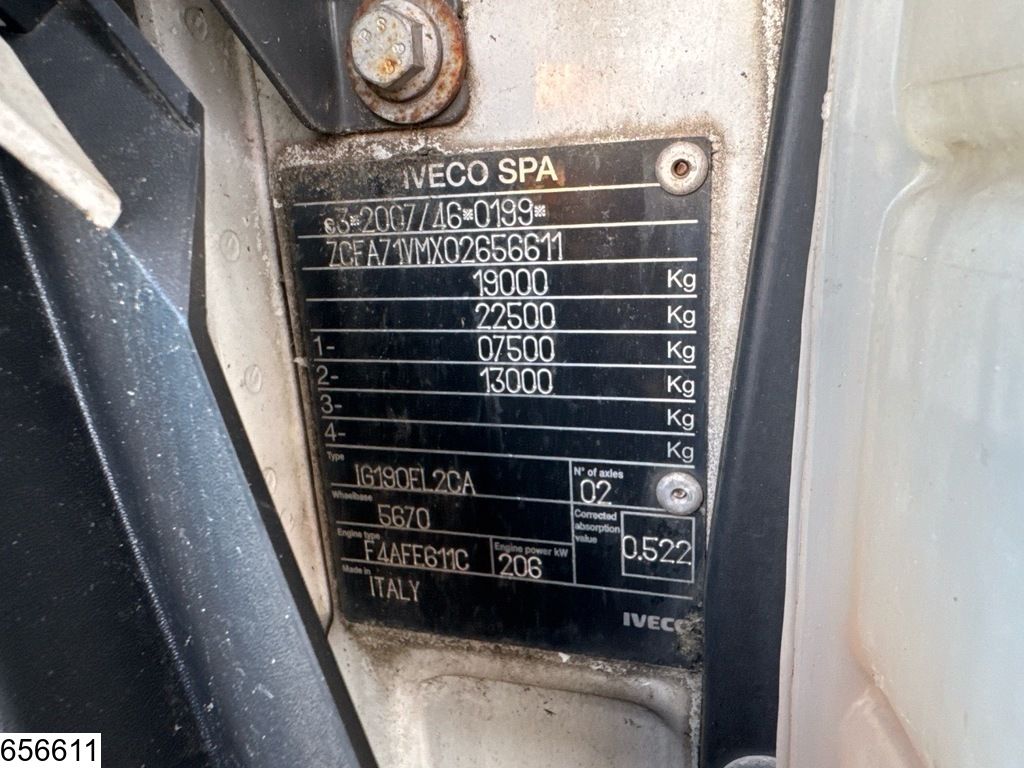 IVECO SPA
e3*2007/46*0199*
ZCFA71VMX02656611
19000 Kg
22500 Kg
1- 07500 Kg
2- 13000 Kg
3- Kg
4- Kg
Type IG190EL2CA
N° of axles 02
Wheelbase 5670
Corrected absorption value 0.522
Engine type F4AFE611C
Engine power kW 206
Made in ITALY
IVECO
656611